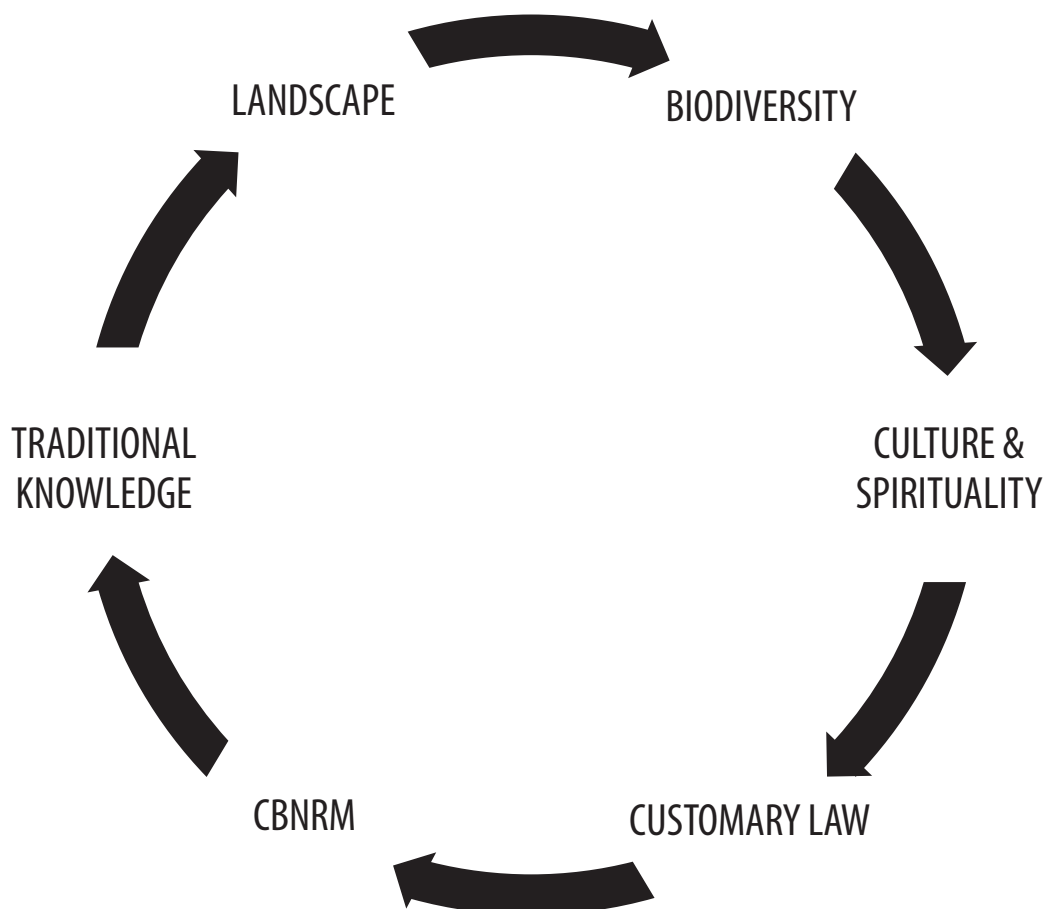 LANDSCAPE
BIODIVERSITY
CULTURE &
SPIRITUALITY
CUSTOMARY LAW
CBNRM
TRADITIONAL
KNOWLEDGE